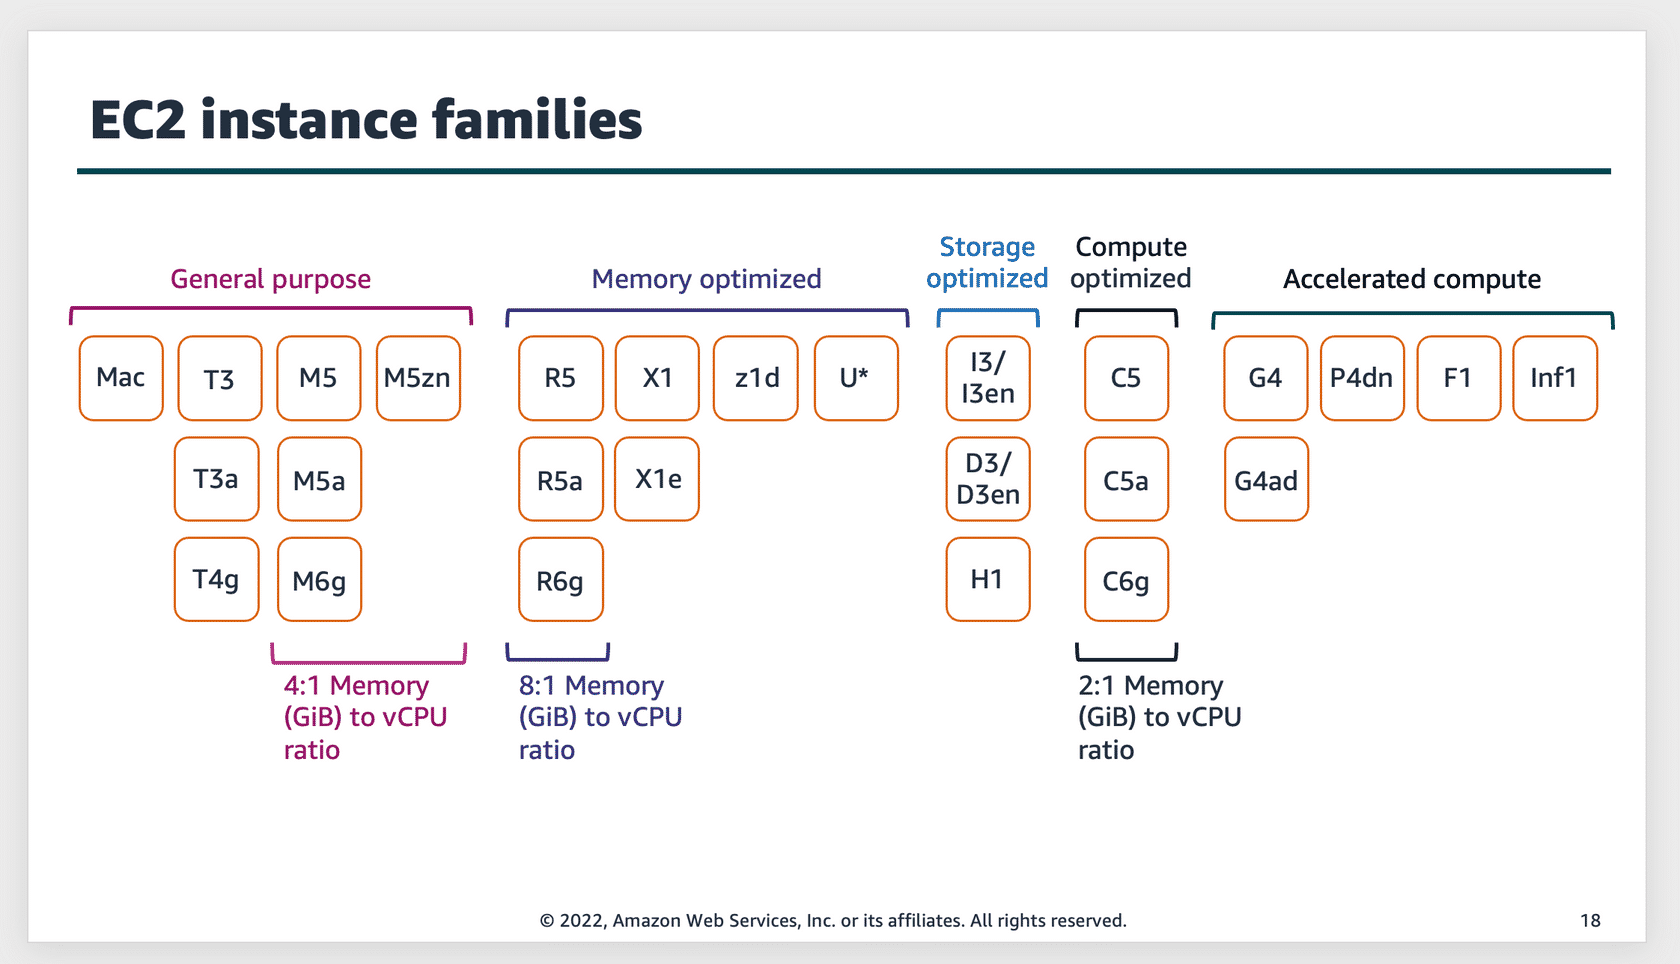 EC2 instance families
General purpose
Memory optimized
Storage
optimized
Compute
optimized
Accelerated compute
Mac
T3
M5
M5zn
R5
X1
z1d
U*
I3/
I3en
C5
G4
P4dn
F1
Inf1
T3a
M5a
R5a
X1e
D3/
D3en
C5a
G4ad
T4g
M6g
R6g
H1
C6g
4:1 Memory
(GiB) to vCPU
ratio
8:1 Memory
(GiB) to vCPU
ratio
2:1 Memory
(GiB) to vCPU
ratio
© 2022, Amazon Web Services, Inc. or its affiliates. All rights reserved.
18